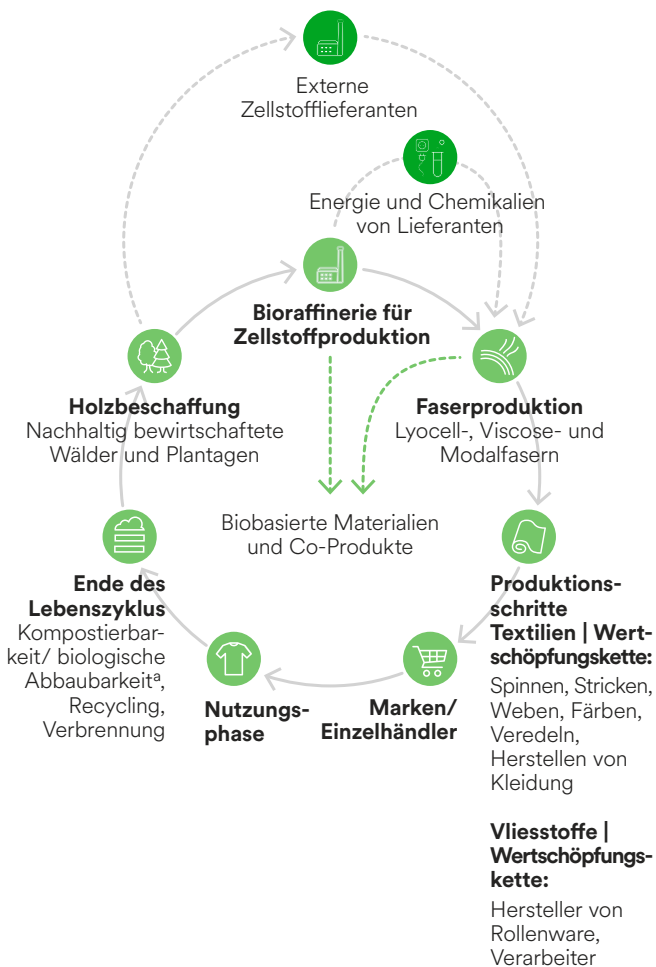 Externe
Zellstofflieferanten
Energie und Chemikalien
von Lieferanten
Bioraffinerie für
Zellstoffproduktion
Holzbeschaffung
Nachhaltig bewirtschaftete
Wälder und Plantagen
Faserproduktion
Lyocell-, Viscose- und
Modalfasern
Biobasierte Materialien
und Co-Produkte
Ende des
Lebenszyklus
Kompostierbar-
keit/ biologische
Abbaubarkeitª,
Recycling,
Verbrennung
Nutzungs-
phase
Marken/
Einzelhändler
Produktions-
schritte
Textilien | Wert-
schöpfungskette:
Spinnen, Stricken,
Weben, Färben,
Veredeln,
Herstellen von
Kleidung
Vliesstoffe |
Wertschöpfungs-
kette:
Hersteller von
Rollenware,
Verarbeiter